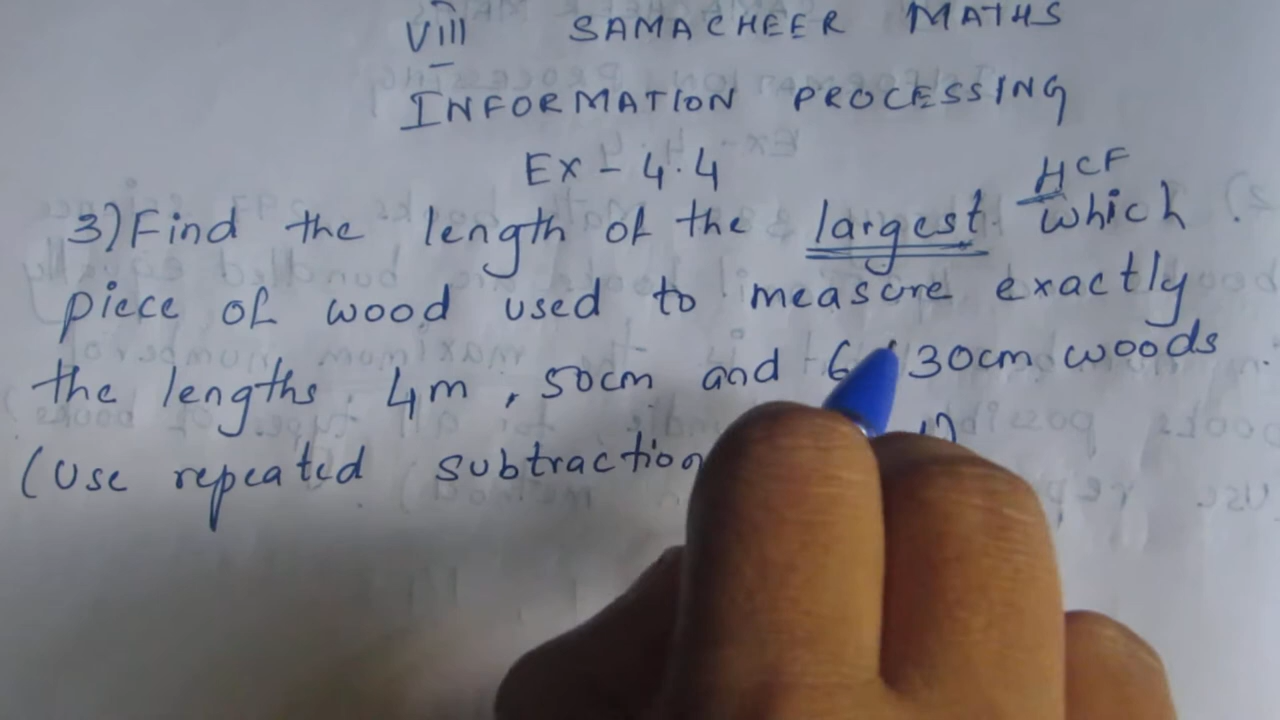 VIII SAMACHEER MATHS
INFORMATION PROCESSING
Ex - 4.4
HCF
3) Find the length of the largest which
piece of wood used to measure exactly
the lengths 4m, 50cm and 6 30cm woods
(Use repeated subtraction